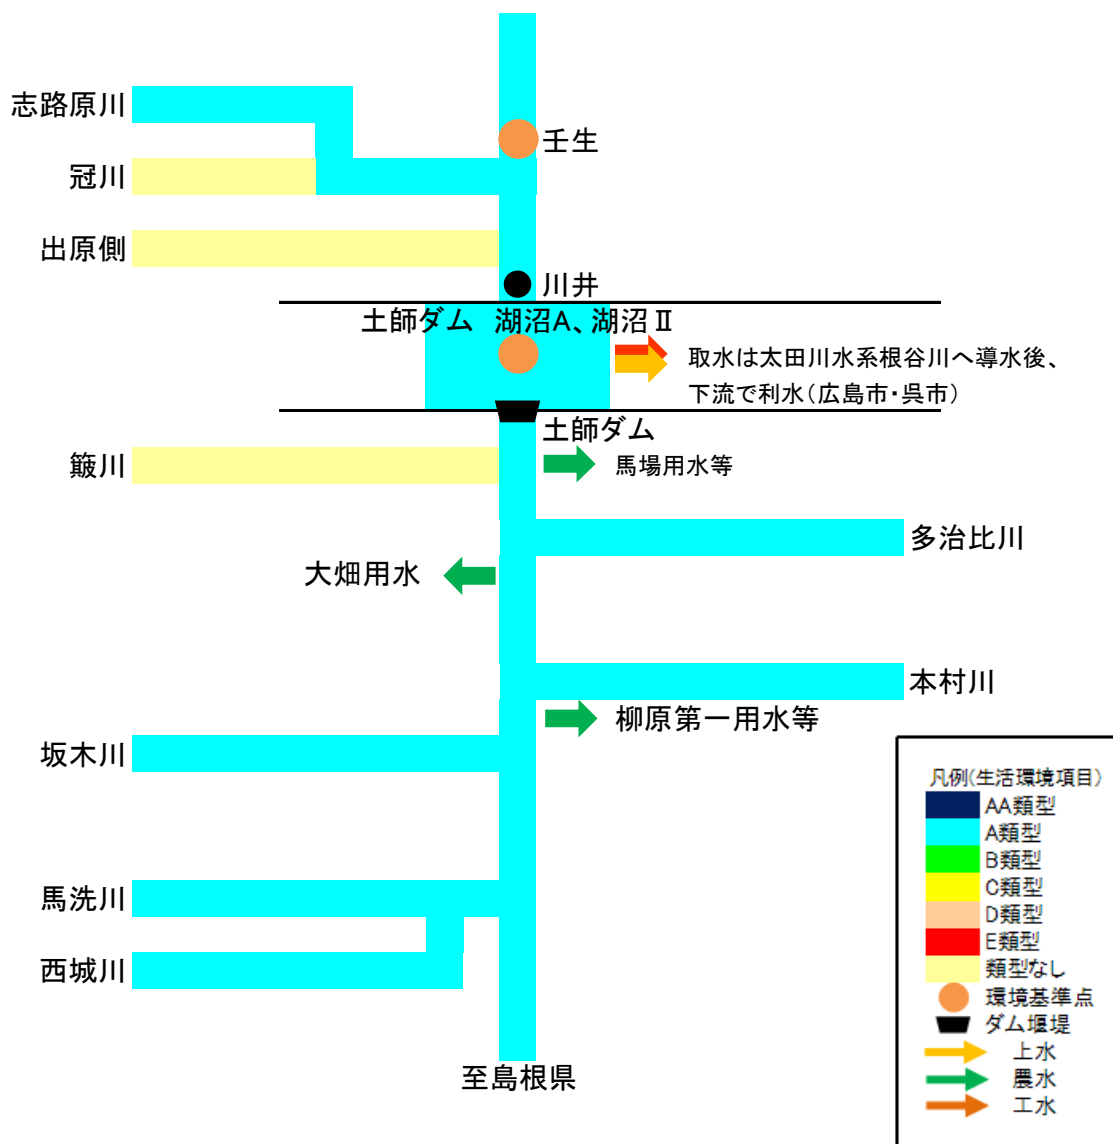 志路原川
壬生
冠川
出原側
川井
土師ダム 湖沼A、湖沼Ⅱ
取水は太田川水系根谷川へ導水後、
下流で利水（広島市・呉市）
土師ダム
簸川
馬場用水等
多治比川
大畑用水
本村川
柳原第一用水等
坂木川
馬洗川
西城川
至島根県
凡例(生活環境項目)
AA類型
A類型
B類型
C類型
D類型
E類型
類型なし
環境基準点
ダム堰堤
上水
農水
工水